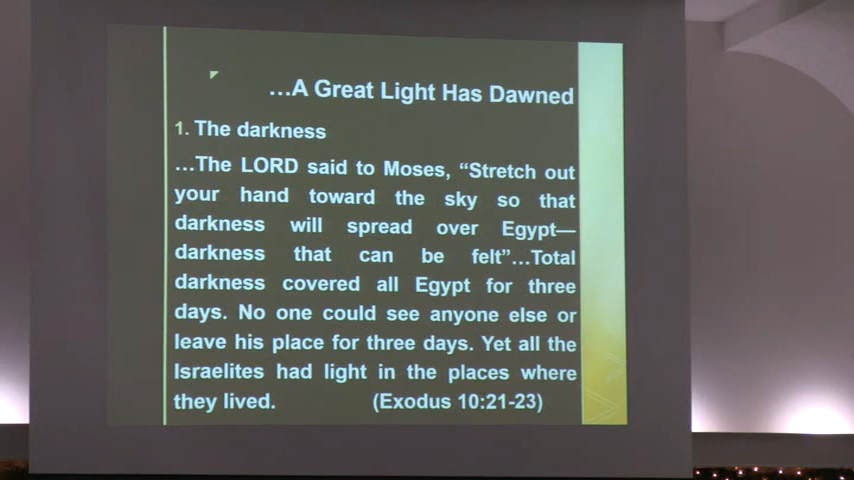 …A Great Light Has Dawned
1. The darkness
…The LORD said to Moses, “Stretch out
your hand toward the sky so that
darkness will spread over Egypt—
darkness that can be felt”…Total
darkness covered all Egypt for three
days. No one could see anyone else or
leave his place for three days. Yet all the
Israelites had light in the places where
they lived. (Exodus 10:21-23)